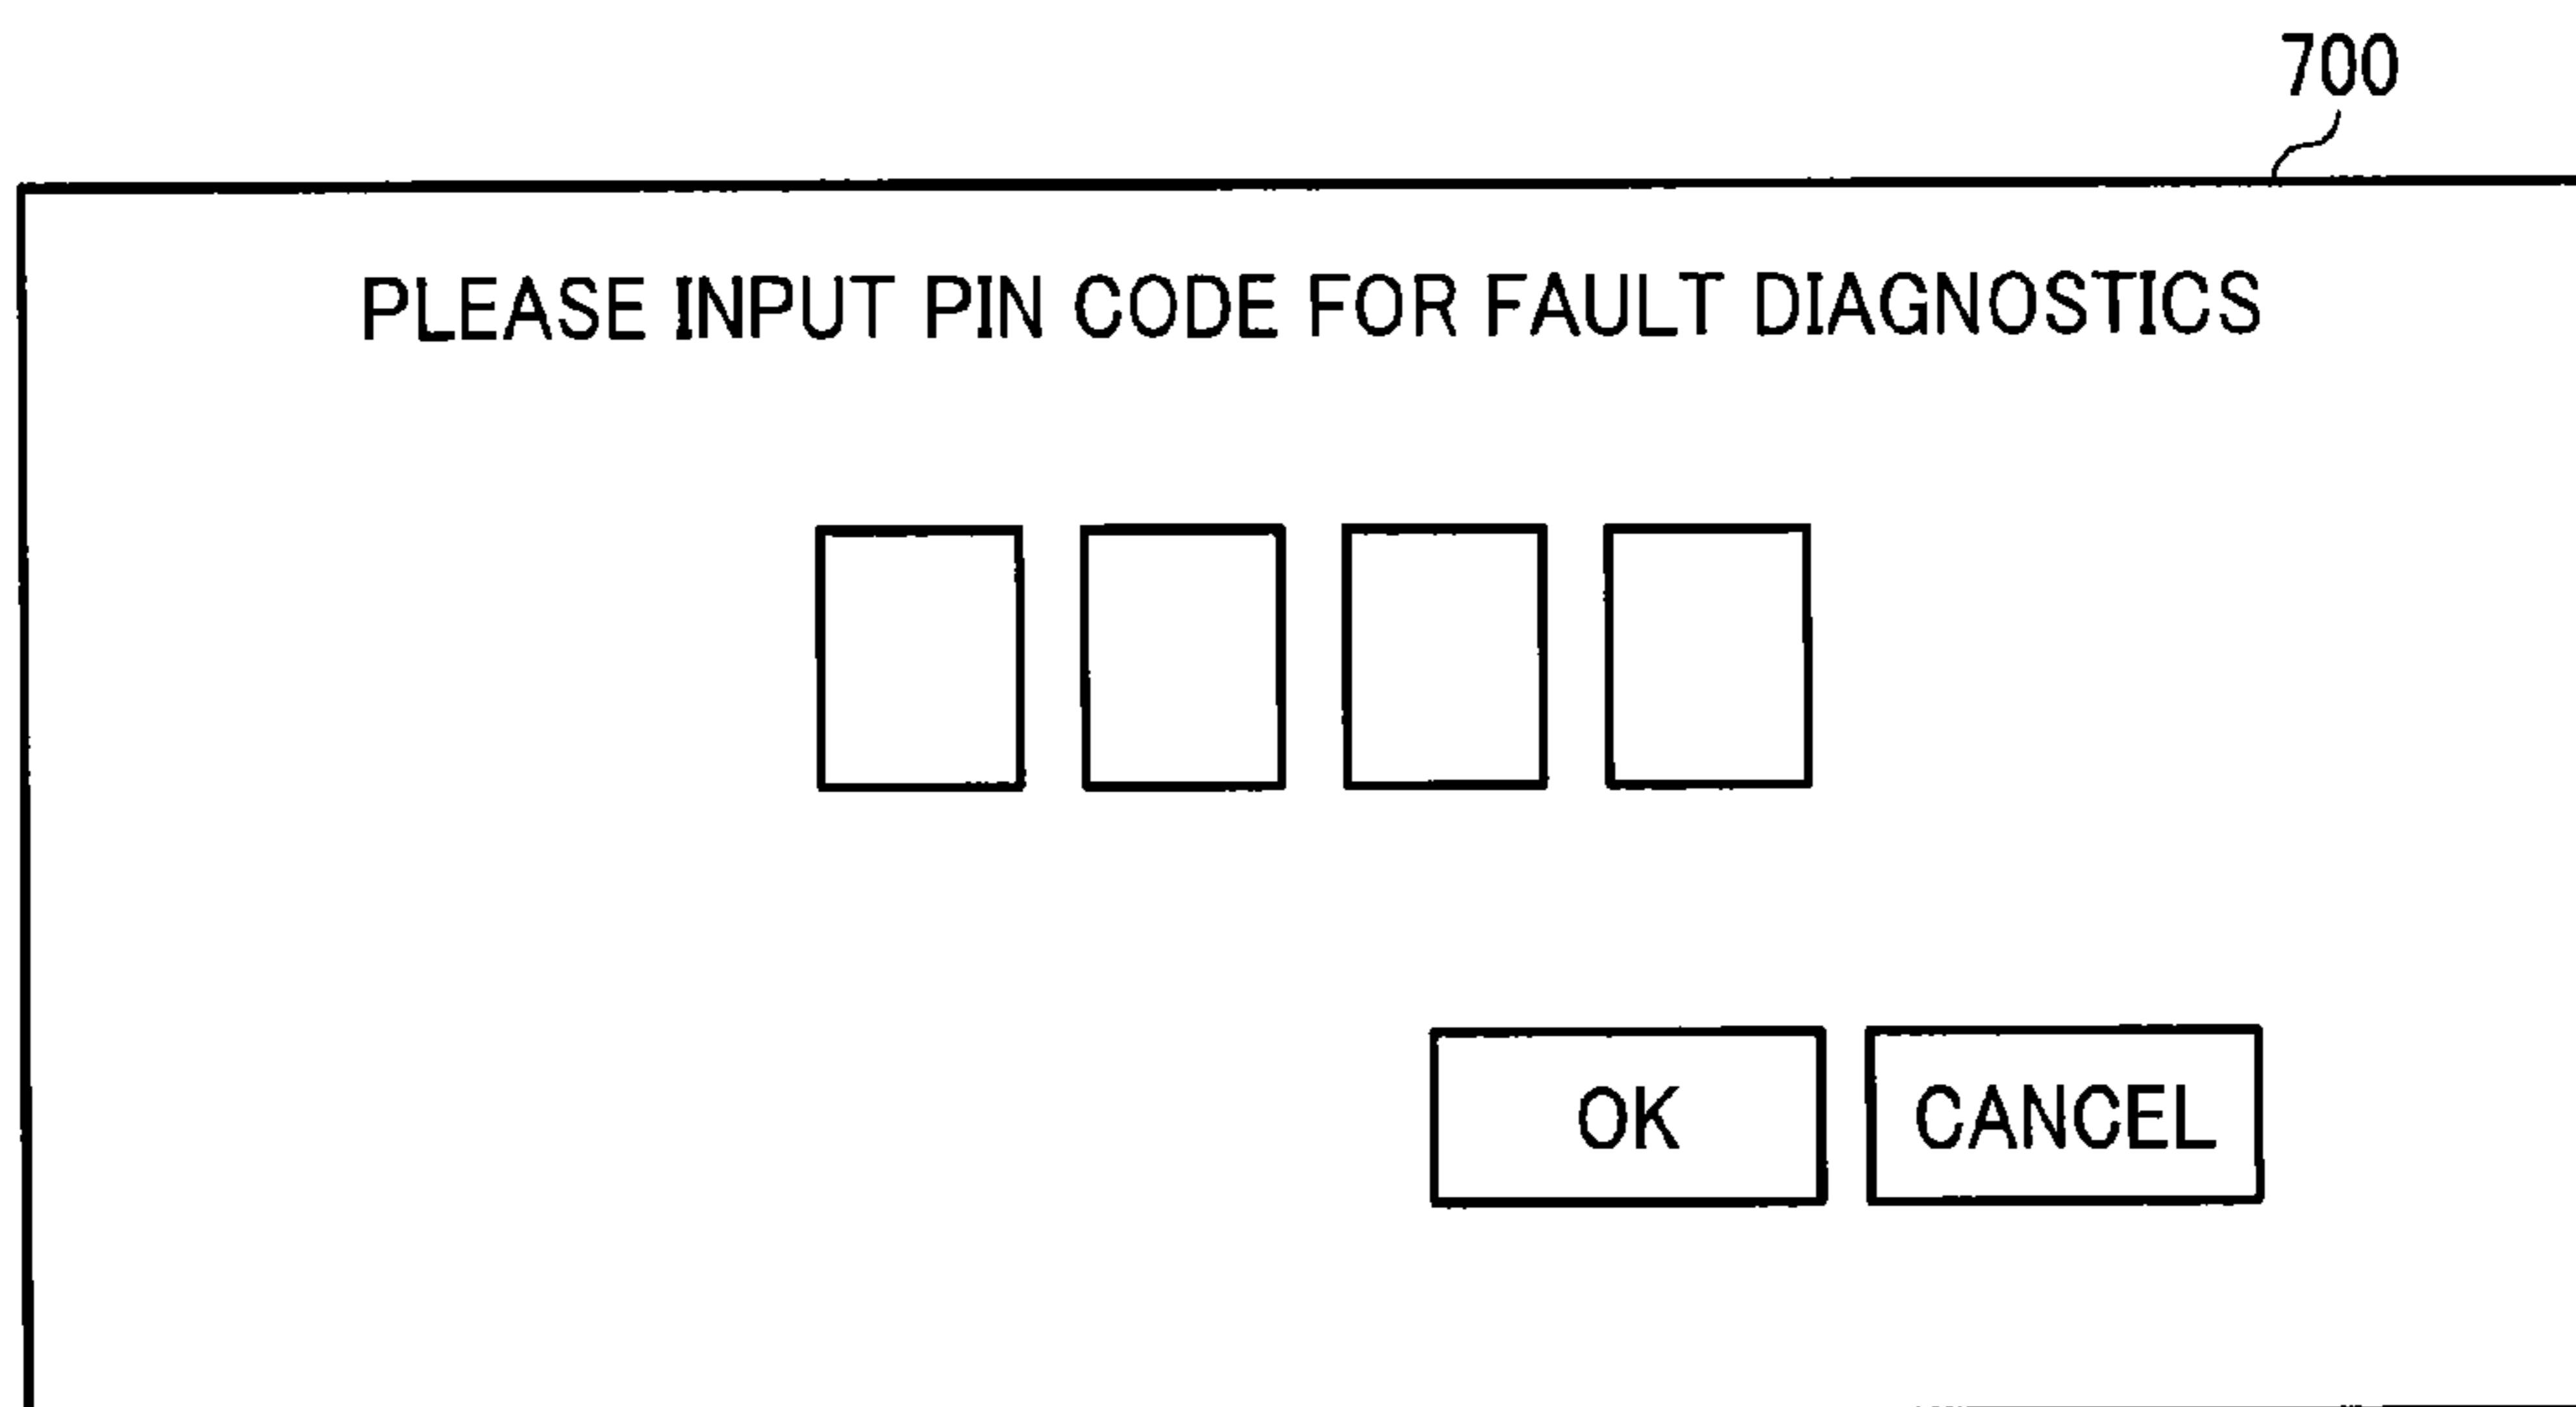 700
PLEASE INPUT PIN CODE FOR FAULT DIAGNOSTICS
OK CANCEL